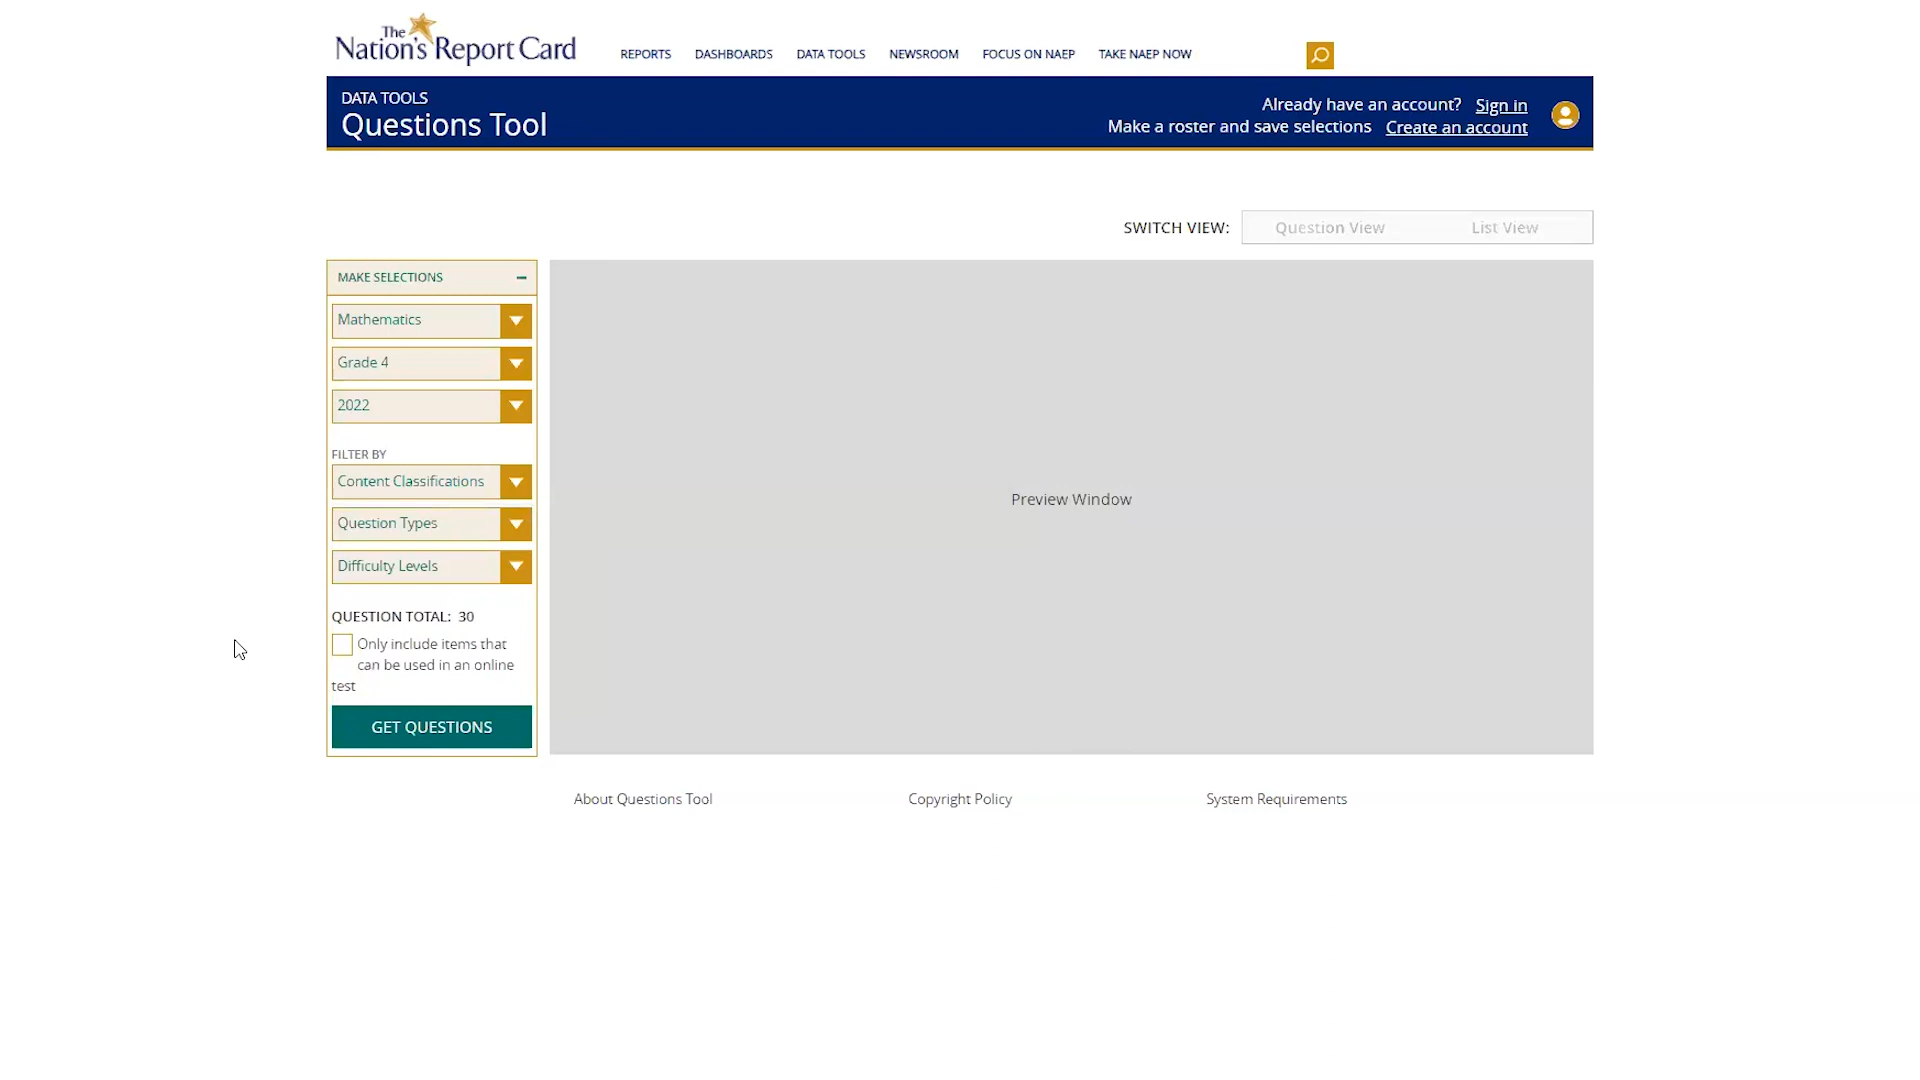 The
Nation's Report Card
REPORTS DASHBOARDS DATA TOOLS NEWSROOM FOCUS ON NAEP TAKE NAEP NOW
DATA TOOLS
Questions Tool
Already have an account? Sign in
Make a roster and save selections Create an account
SWITCH VIEW: Question View List View
MAKE SELECTIONS
Mathematics
Grade 4
2022
FILTER BY
Content Classifications
Question Types
Difficulty Levels
QUESTION TOTAL: 30
Only include items that
can be used in an online
test
GET QUESTIONS
Preview Window
About Questions Tool Copyright Policy System Requirements